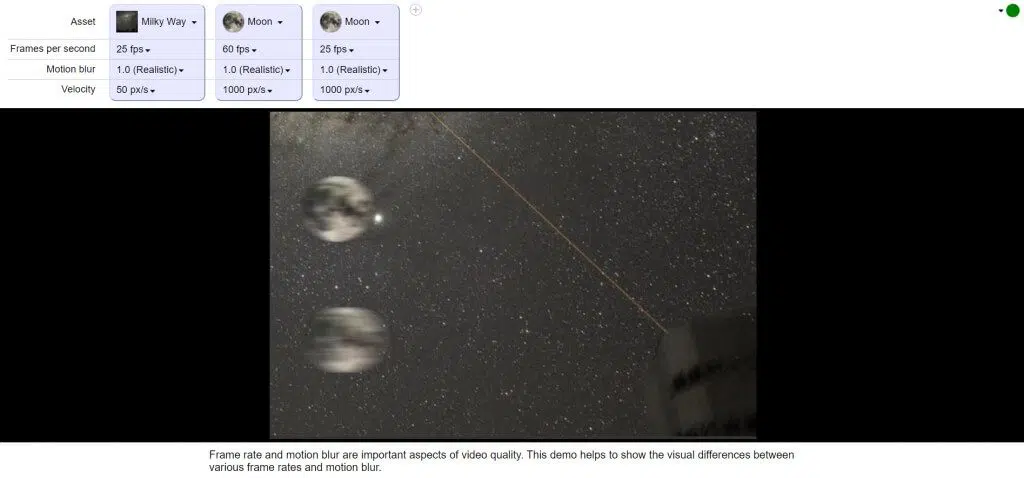 Asset Milky Way Moon Moon
Frames per second 25 fps 60 fps 25 fps
Motion blur 1.0 (Realistic) 1.0 (Realistic) 1.0 (Realistic)
Velocity 50 px/s 1000 px/s 1000 px/s
Frame rate and motion blur are important aspects of video quality. This demo helps to show the visual differences between
various frame rates and motion blur.